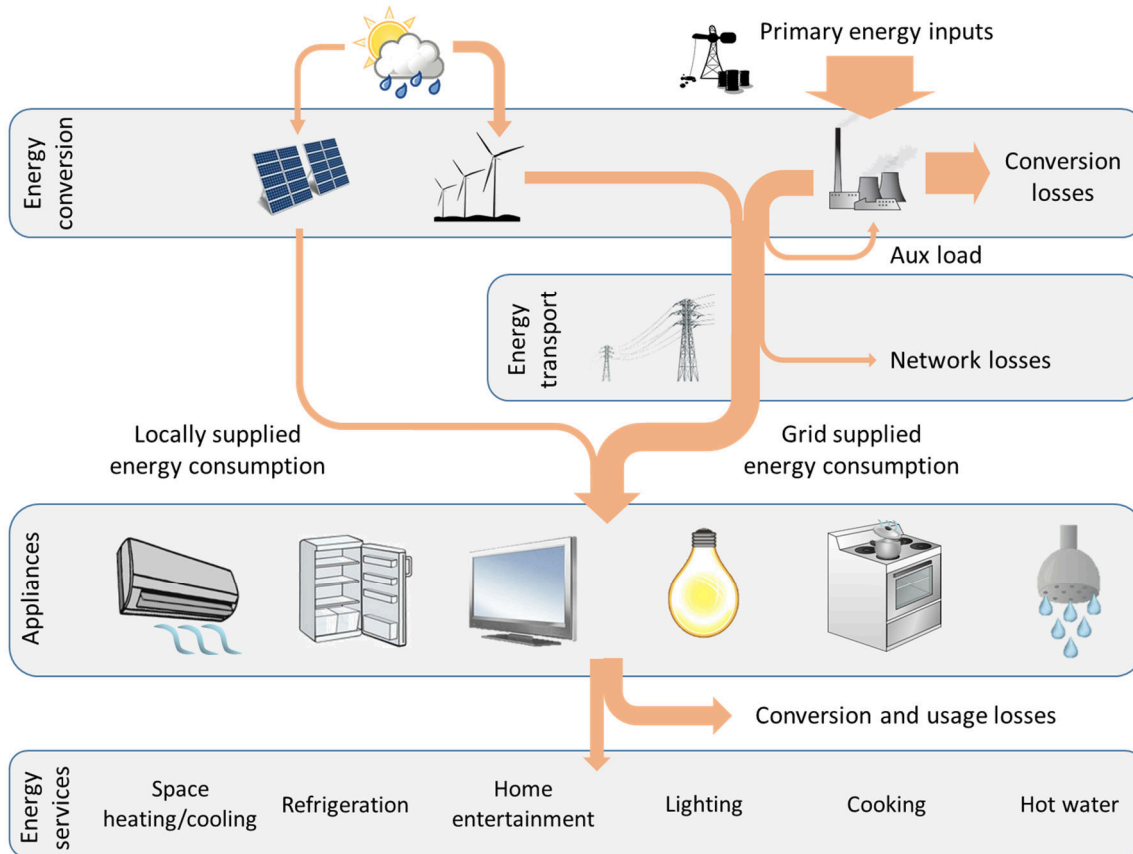 Primary energy inputs
Energy
conversion
Conversion
losses
Aux load
Energy
transport
Network losses
Locally supplied
energy consumption
Grid supplied
energy consumption
Appliances
Conversion and usage losses
Energy
services
Space
heating/cooling
Refrigeration
Home
entertainment
Lighting
Cooking
Hot water